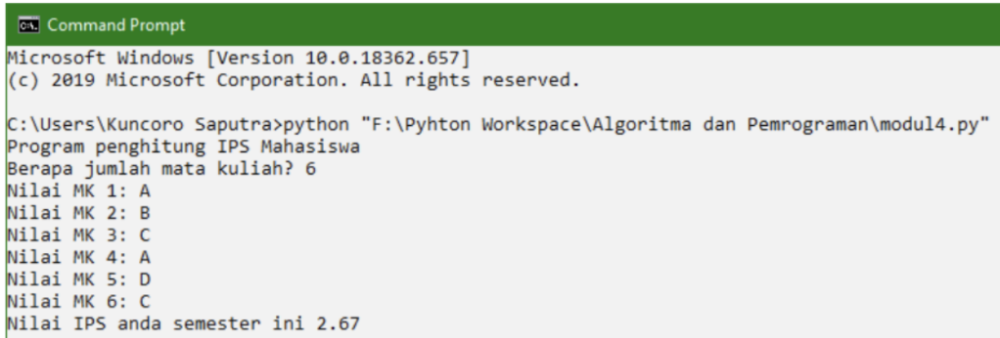 Command Prompt
Microsoft Windows [Version 10.0.18362.657]
(c) 2019 Microsoft Corporation. All rights reserved.
C:\Users\Kuncoro Saputra>python "F:\Pyhton Workspace\Algoritma dan Pemrograman\modul4.py"
Program penghitung IPS Mahasiswa
Berapa jumlah mata kuliah? 6
Nilai MK 1: A
Nilai MK 2: B
Nilai MK 3: C
Nilai MK 4: A
Nilai MK 5: D
Nilai MK 6: C
Nilai IPS anda semester ini 2.67